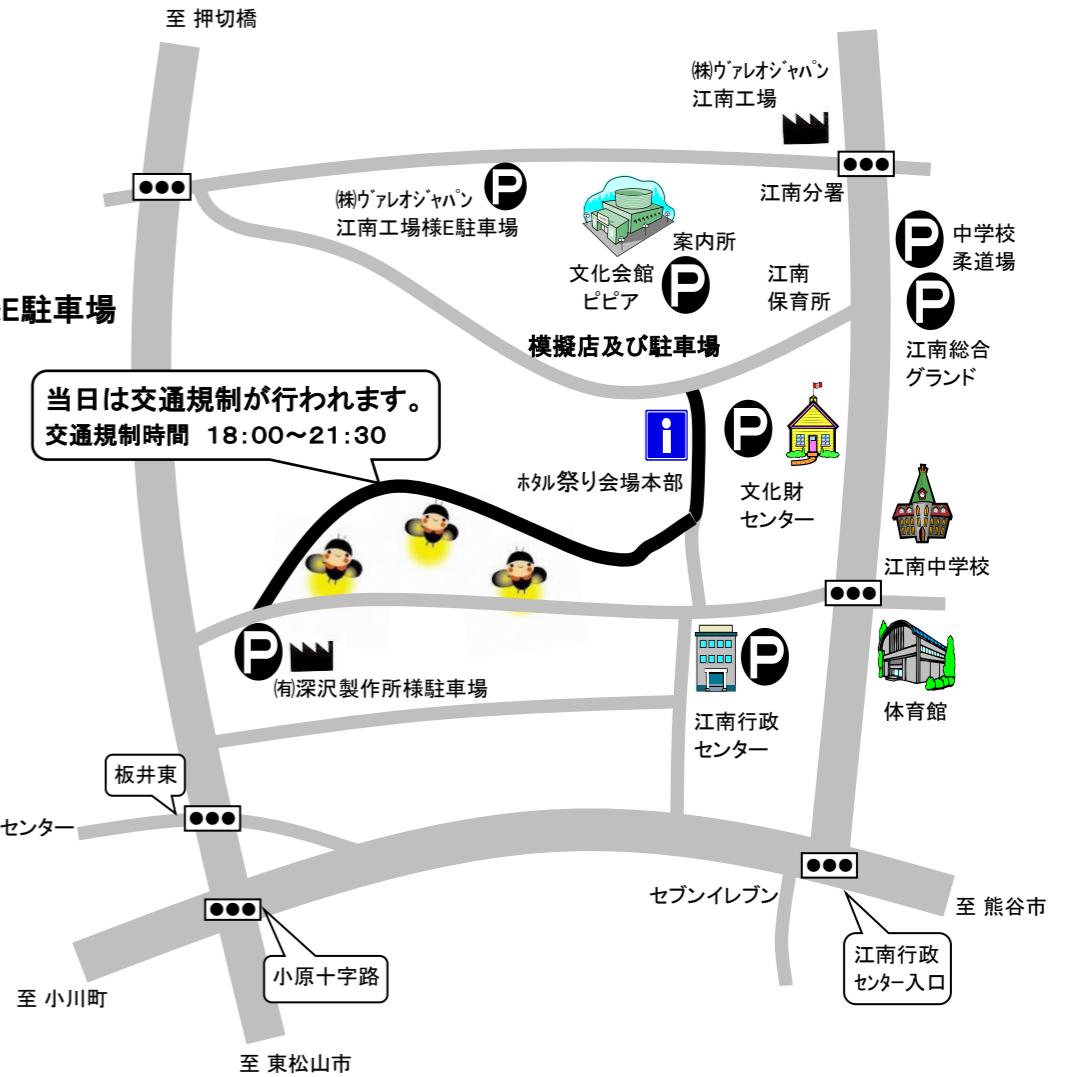 至 押切橋
㈱ヴァレオジャパン
江南工場
江南分署
㈱ヴァレオジャパン
江南工場様E駐車場
P
案内所
文化会館
ピピア
P
江南
保育所
P
中学校
柔道場
P
江南総合
グランド
E駐車場
模擬店及び駐車場
当日は交通規制が行われます。
交通規制時間 18：00～21：30
i
ホタル祭り会場本部
P
文化財
センター
江南中学校
P
㈲深沢製作所様駐車場
P
江南行政
センター
体育館
板井東
センター
セブンイレブン
至 熊谷市
江南行政
センター入口
小原十字路
至 小川町
至 東松山市